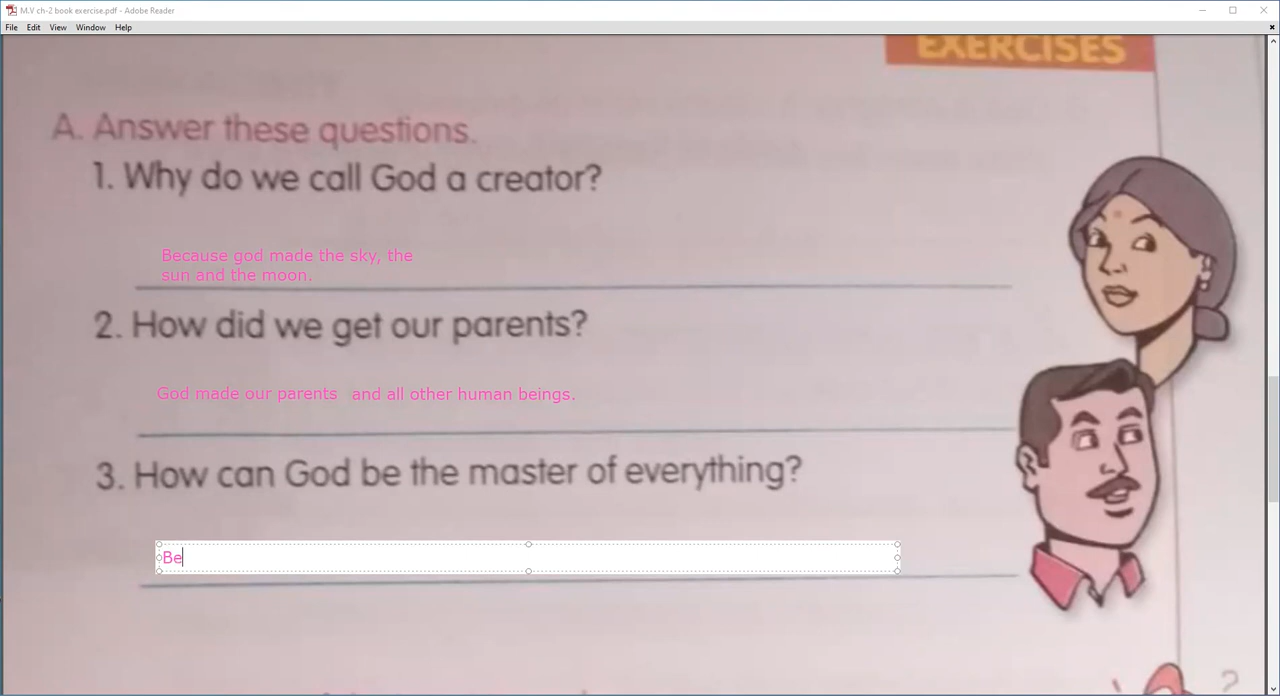 M.V ch-2 book exercise.pdf - Adobe Reader
File Edit View Window Help
EXERCISES
A. Answer these questions.
1. Why do we call God a creator?
Because god made the sky, the
sun and the moon.
2. How did we get our parents?
God made our parents and all other human beings.
3. How can God be the master of everything?
Be
?